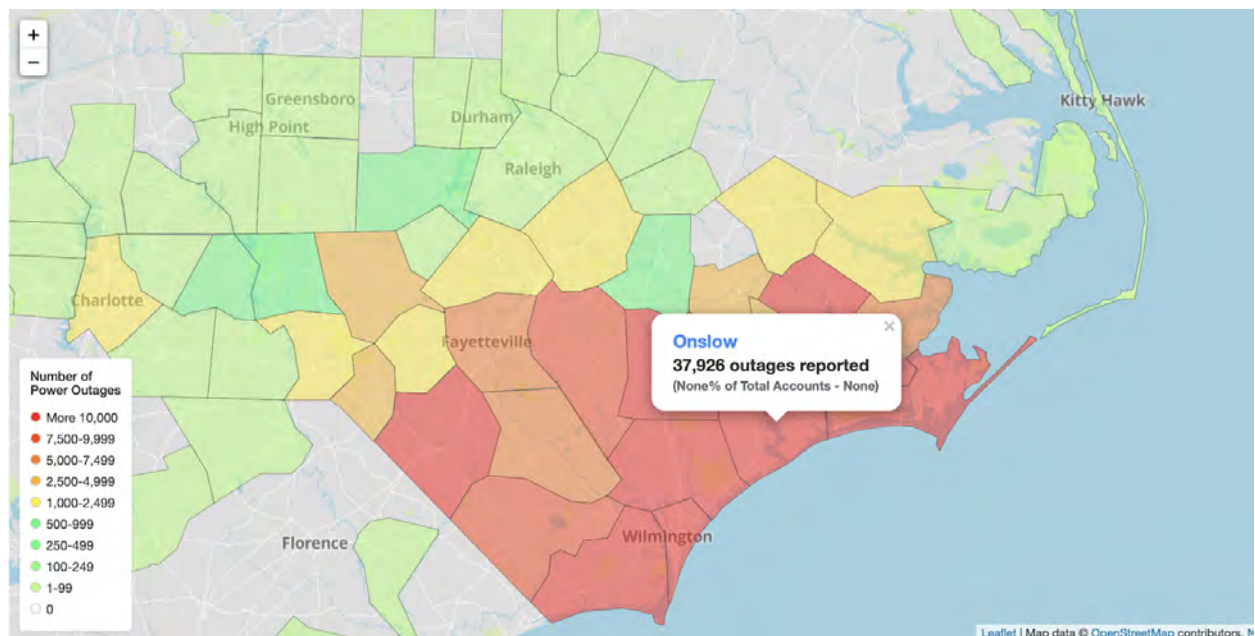 +
−
Greensboro
High Point
Durham
Kitty Hawk
Raleigh
Charlotte
Fayetteville
Onslow
×
37,926 outages reported
(None% of Total Accounts - None)
Number of
Power Outages
More 10,000
7,500-9,999
5,000-7,499
2,500-4,999
1,000-2,499
500-999
250-499
100-249
1-99
0
Florence
Wilmington
Leaflet | Map data © OpenStreetMap contributors,